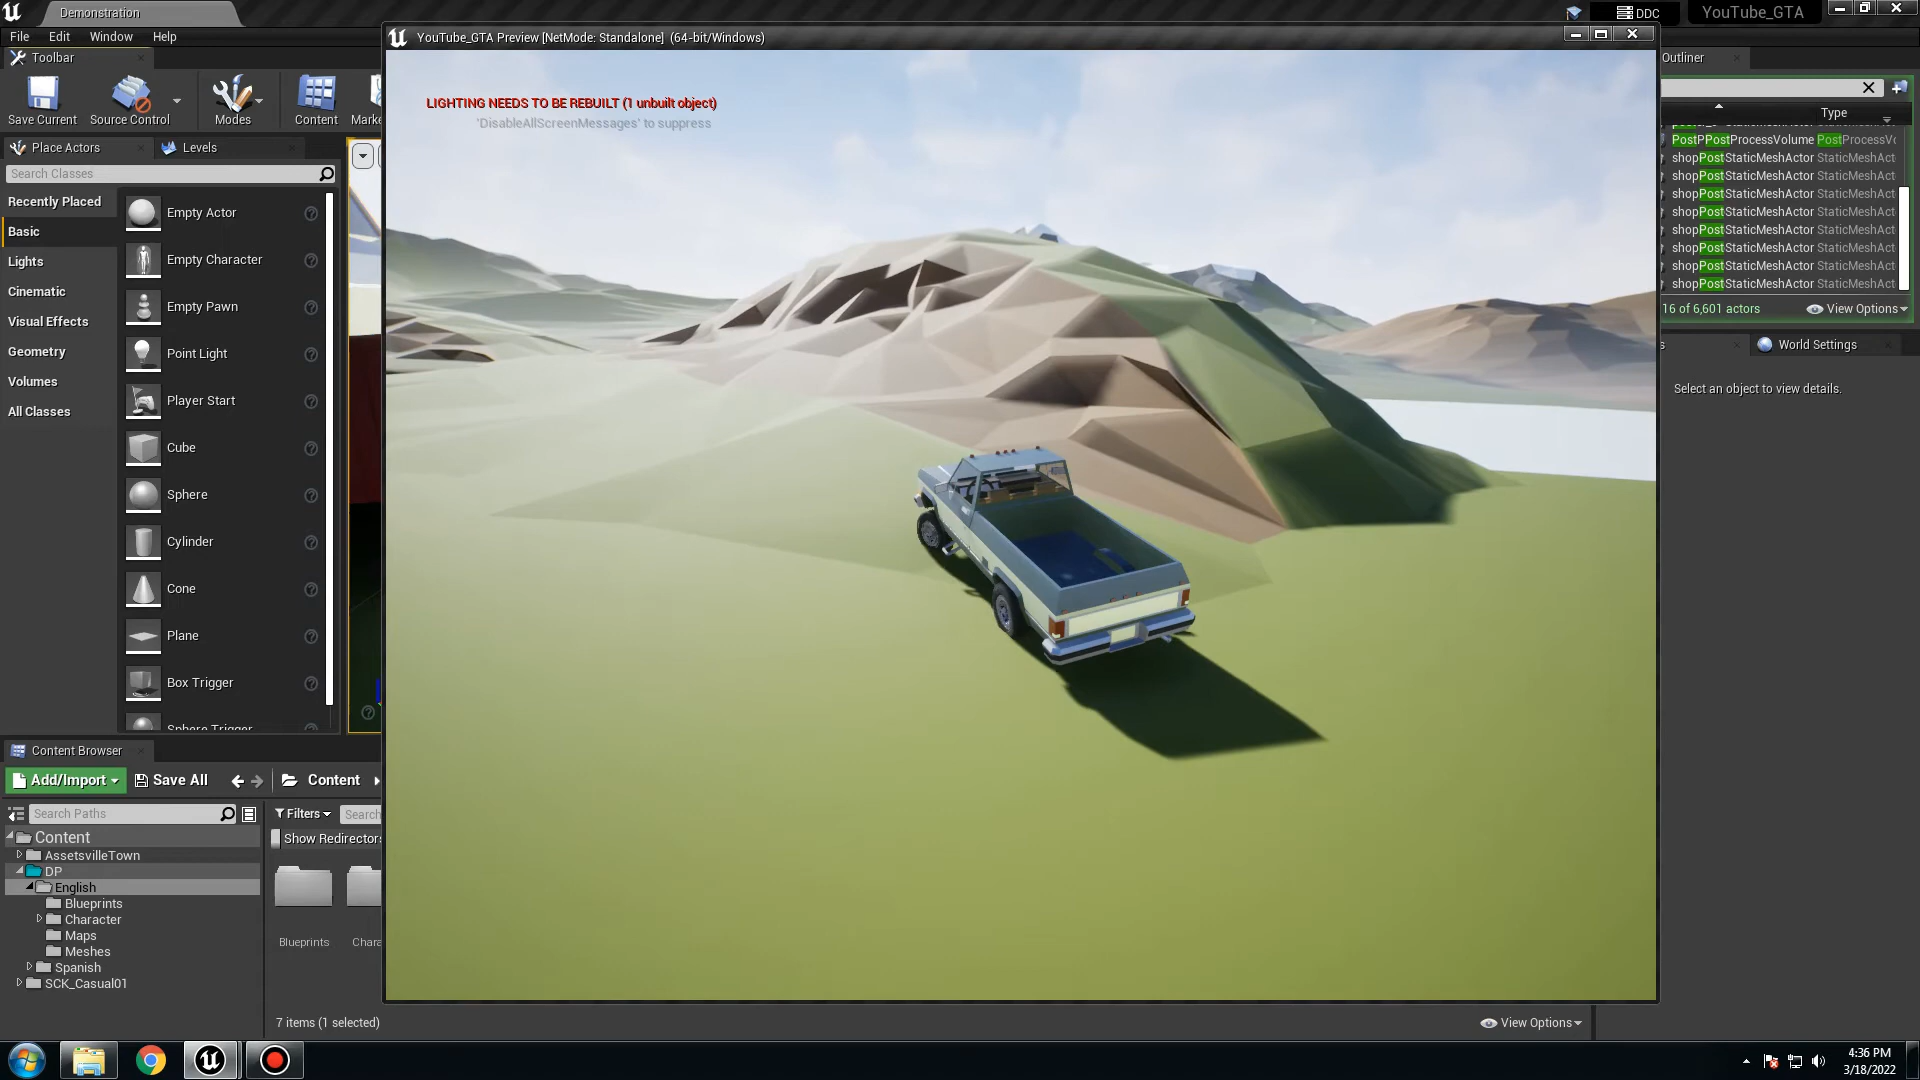 Demonstration
DDC
YouTube_GTA
File Edit Window Help
Toolbar
Save Current
Source Control
Modes
Content
YouTube_GTA Preview [NetMode: Standalone] (64-bit/Windows)
LIGHTING NEEDS TO BE REBUILT (1 unbuilt object)
'DisableAllScreenMessages' to suppress
Place Actors
Levels
Search Classes
Recently Placed
Basic
Lights
Cinematic
Visual Effects
Geometry
Volumes
All Classes
Empty Actor
Empty Character
Empty Pawn
Point Light
Player Start
Cube
Sphere
Cylinder
Cone
Plane
Box Trigger
Sphere Trigger
Outliner
Type
PostPPostProcessVolume PostProcessVo
shopPostStaticMeshActor StaticMeshAct
shopPostStaticMeshActor StaticMeshAct
shopPostStaticMeshActor StaticMeshAct
shopPostStaticMeshActor StaticMeshAct
shopPostStaticMeshActor StaticMeshAct
shopPostStaticMeshActor StaticMeshAct
shopPostStaticMeshActor StaticMeshAct
shopPostStaticMeshActor StaticMeshAct
16 of 6,601 actors
View Options
World Settings
Select an object to view details.
Content Browser
Add/Import
Save All
Content
Search Paths
Filters
Search
Show Redirectors
Content
AssetsvilleTown
DP
English
Blueprints
Character
Maps
Meshes
Spanish
SCK_Casual01
Blueprints
Chara
7 items (1 selected)
View Options
4:36 PM
3/18/2022